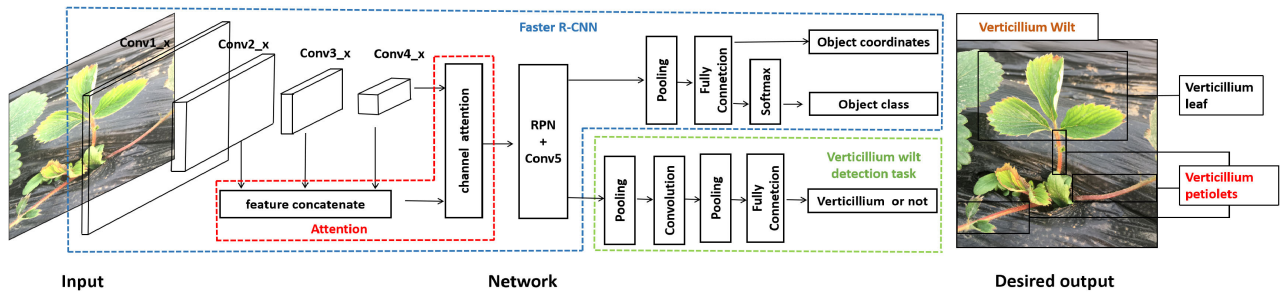 Faster R-CNN
Conv1_x
Conv2_x
Conv3_x
Conv4_x
channel attention
feature concatenate
Attention
RPN
+
Conv5
Pooling
Fully
Connetcion
Softmax
Object coordinates
Object class
Verticillium wilt
detection task
Pooling
Convolution
Pooling
Fully
Connetcion
Verticillium or not
Verticillium Wilt
Verticillium
leaf
Verticillium
petiolets
Input
Network
Desired output